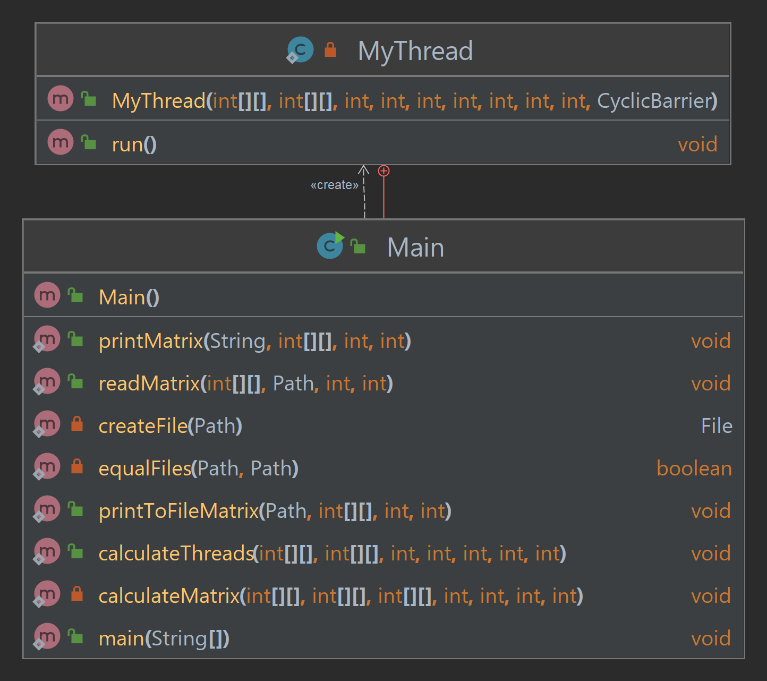 MyThread
MyThread(int[][], int[][], int, int, int, int, int, int, int, CyclicBarrier)
run() void
«create»
Main
Main()
printMatrix(String, int[][], int, int) void
readMatrix(int[][], Path, int, int) void
createFile(Path) File
equalFiles(Path, Path) boolean
printToFileMatrix(Path, int[][], int, int) void
calculateThreads(int[][], int[][], int, int, int, int, int) void
calculateMatrix(int[][], int[][], int[][], int, int, int, int) void
main(String[]) void